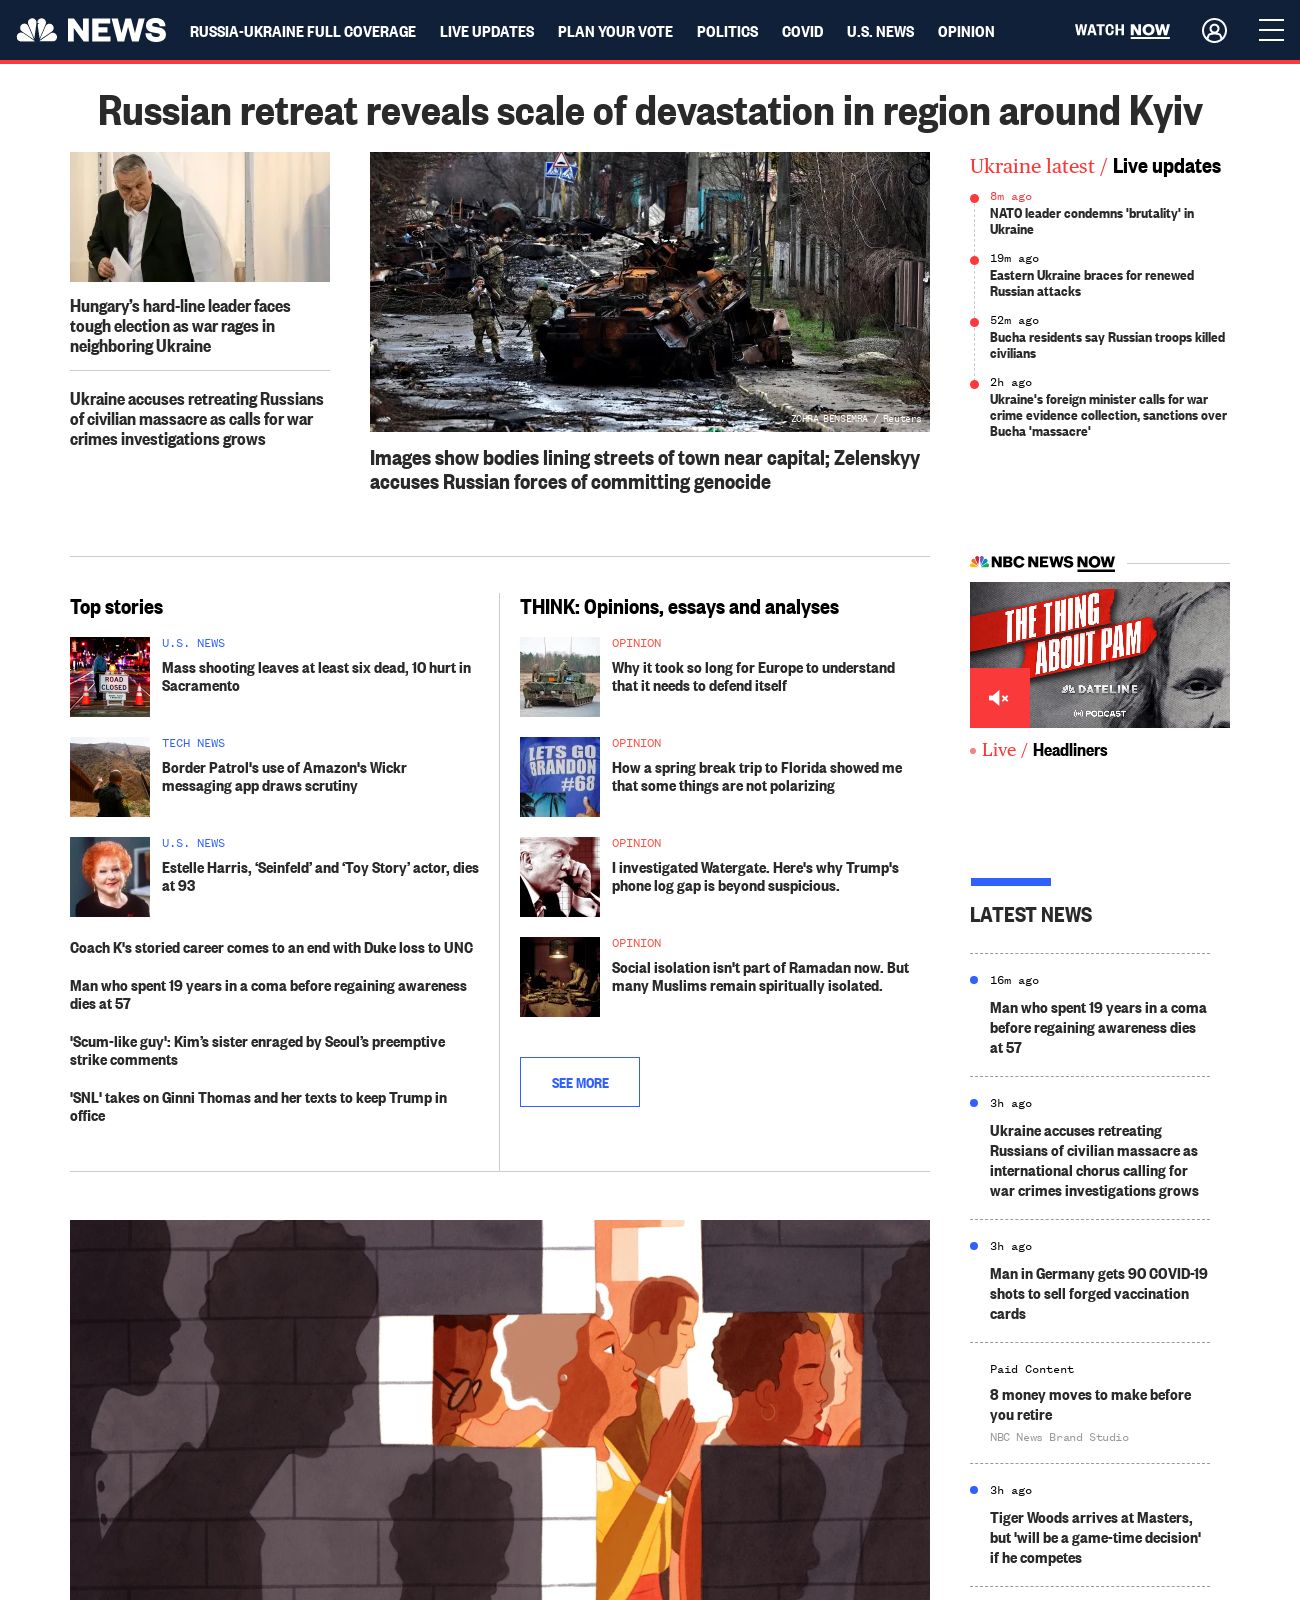 NEWS
RUSSIA-UKRAINE FULL COVERAGE
LIVE UPDATES
PLAN YOUR VOTE
POLITICS
COVID
U.S. NEWS
OPINION
WATCH NOW
Russian retreat reveals scale of devastation in region around Kyiv
Hungary’s hard-line leader faces
tough election as war rages in
neighboring Ukraine
Ukraine accuses retreating Russians
of civilian massacre as calls for war
crimes investigations grows
ZOHRA BENSEMRA / Reuters
Images show bodies lining streets of town near capital; Zelenskyy
accuses Russian forces of committing genocide
Ukraine latest / Live updates
8m ago
NATO leader condemns 'brutality' in
Ukraine
19m ago
Eastern Ukraine braces for renewed
Russian attacks
52m ago
Bucha residents say Russian troops killed
civilians
2h ago
Ukraine's foreign minister calls for war
crime evidence collection, sanctions over
Bucha 'massacre'
Top stories
U.S. NEWS
ROAD
CLOSED
Mass shooting leaves at least six dead, 10 hurt in
Sacramento
TECH NEWS
Border Patrol's use of Amazon's Wickr
messaging app draws scrutiny
U.S. NEWS
Estelle Harris, ‘Seinfeld’ and ‘Toy Story’ actor, dies
at 93
Coach K's storied career comes to an end with Duke loss to UNC
Man who spent 19 years in a coma before regaining awareness
dies at 57
'Scum-like guy': Kim’s sister enraged by Seoul’s preemptive
strike comments
'SNL' takes on Ginni Thomas and her texts to keep Trump in
office
THINK: Opinions, essays and analyses
OPINION
Why it took so long for Europe to understand
that it needs to defend itself
OPINION
LETS GO
BRANDON
#68
How a spring break trip to Florida showed me
that some things are not polarizing
OPINION
I investigated Watergate. Here's why Trump's
phone log gap is beyond suspicious.
OPINION
Social isolation isn't part of Ramadan now. But
many Muslims remain spiritually isolated.
SEE MORE
NBC NEWS NOW
THE THING
ABOUT PAM
DATELINE
PODCAST
Live / Headliners
LATEST NEWS
16m ago
Man who spent 19 years in a coma
before regaining awareness dies
at 57
3h ago
Ukraine accuses retreating
Russians of civilian massacre as
international chorus calling for
war crimes investigations grows
3h ago
Man in Germany gets 90 COVID-19
shots to sell forged vaccination
cards
Paid Content
8 money moves to make before
you retire
NBC News Brand Studio
3h ago
Tiger Woods arrives at Masters,
but 'will be a game-time decision'
if he competes